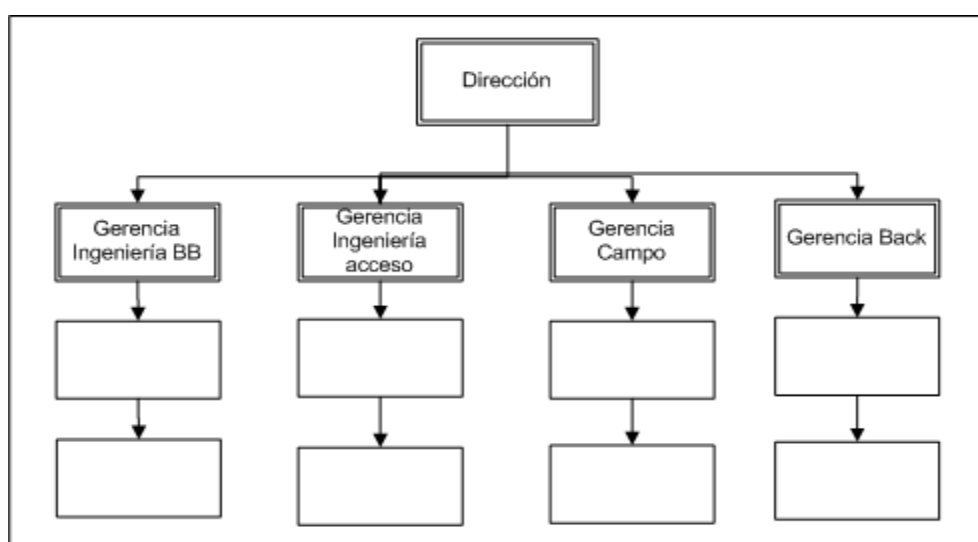 Dirección
Gerencia
Ingeniería BB
Gerencia
Ingeniería
acceso
Gerencia
Campo
Gerencia Back